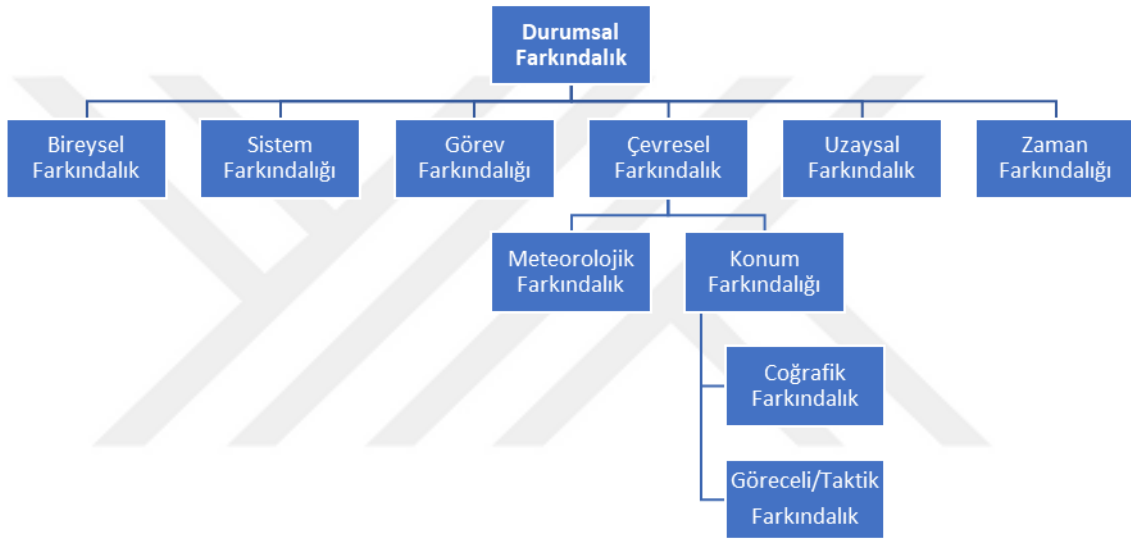 Durumsal
Farkındalık
Bireysel
Farkındalık
Sistem
Farkındalığı
Görev
Farkındalığı
Çevresel
Farkındalık
Uzaysal
Farkındalık
Zaman
Farkındalığı
Meteorolojik
Farkındalık
Konum
Farkındalığı
Coğrafik
Farkındalık
Göreceli/Taktik
Farkındalık